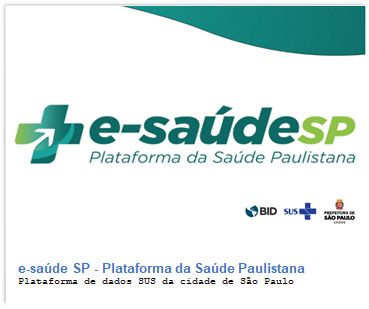 e-saúdeSP
Plataforma da Saúde Paulistana
BID
SUS
PREFEITURA DE
SÃO PAULO
SAÚDE
e-saúde SP - Plataforma da Saúde Paulistana
Plataforma de dados SUS da cidade de São Paulo